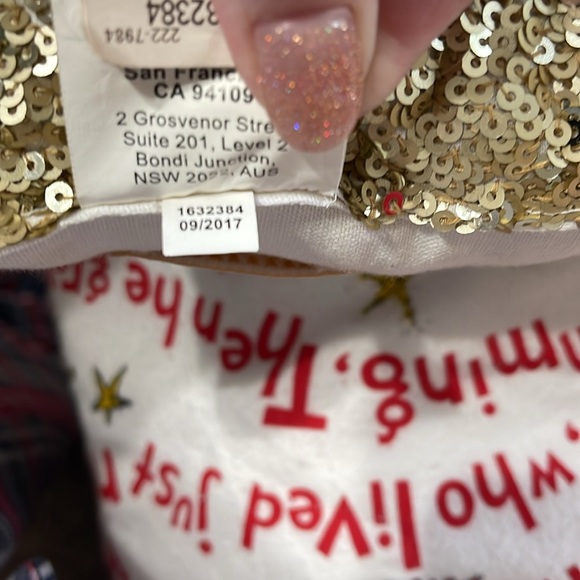 32384
222-7984
San Franc
CA 94109
2 Grosvenor Stre
Suite 201, Level 2
Bondi Junction,
NSW Aus
1632384
09/2017
who lived just
ming, Then he